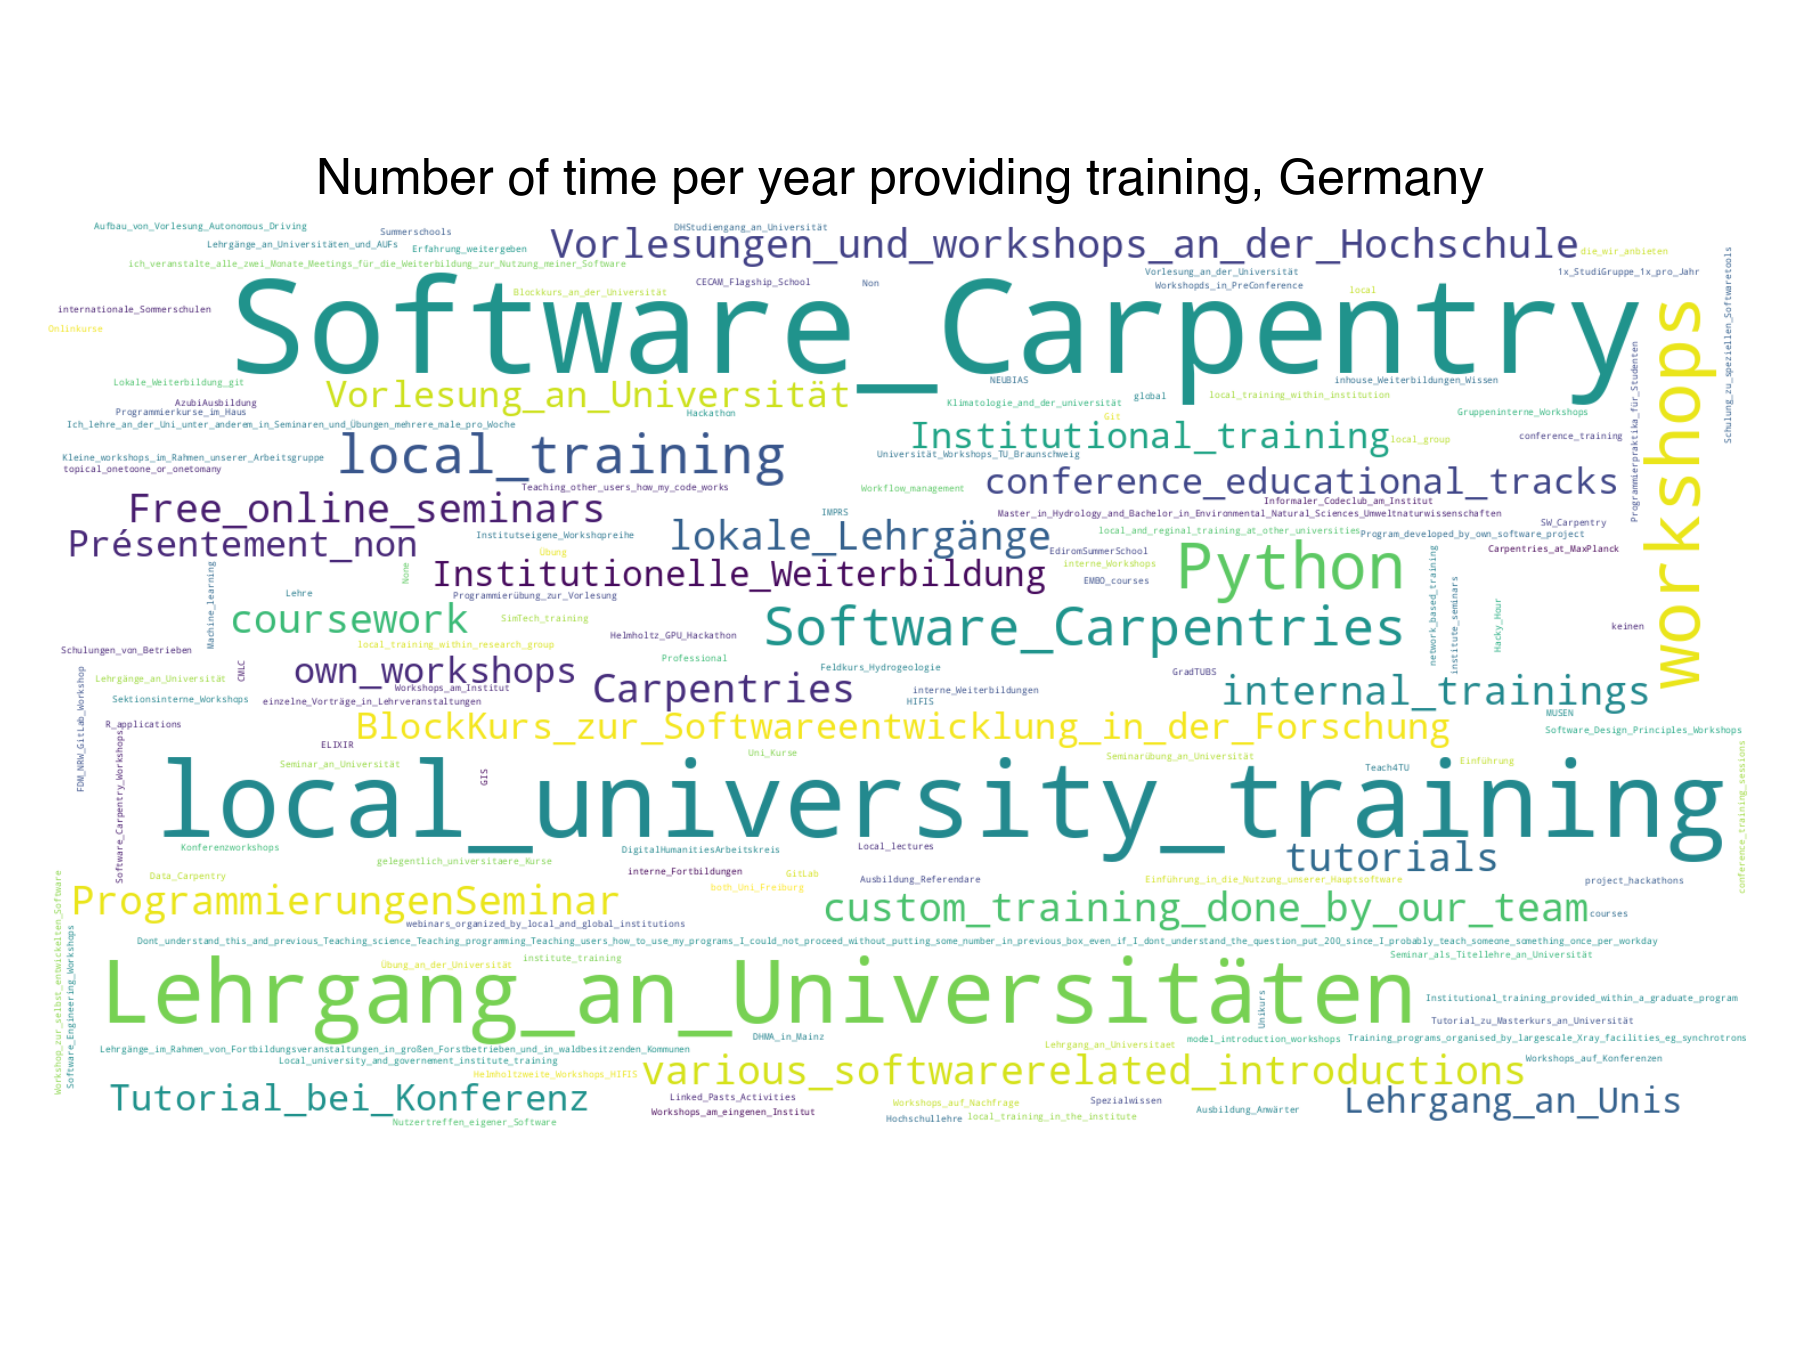 Number of time per year providing training, Germany
Aufbau_von_Vorlesung_Autonomous_Driving
Summerschools
DHStudiengang_an_Universität
Lehrgänge_an_Universitäten_und_AUFs
Erfahrung_weitergeben
Vorlesungen_und_workshops_an_der_Hochschule
die_wir_anbieten
ich_veranstalte_alle_zwei_Monate_Meetings_für_die_Weiterbildung_zur_Nutzung_meiner_Software
Vorlesung_an_der_Universität
1x_StudiGruppe_1x_pro_Jahr
Schulung_zu_speziellen_Softwaretools
CECAM_Flagship_School
Non
Workshopds_in_PreConference
Blockkurs_an_der_Universität
local
internationale_Sommerschulen
Onlinkurse
Software_Carpentry
workshops
Lokale_Weiterbildung_git
Vorlesung_an_Universität
NEUBIAS
inhouse_Weiterbildungen_Wissen
Programmierpraktika_für_Studenten
AzubiAusbildung
Klimatologie_and_der_universität
global
local_training_within_institution
Programmierkurse_im_Haus
Hackathon
Git
Gruppeninterne_Workshops
Ich_lehre_an_der_Uni_unter_anderem_in_Seminaren_und_Übungen_mehrere_male_pro_Woche
Institutional_training
local_group
conference_training
local_training
Kleine_workshops_im_Rahmen_unserer_Arbeitsgruppe
Universität_Workshops_TU_Braunschweig
topical_onetoone_or_onetomany
conference_educational_tracks
Teaching_other_users_how_my_code_works
Workflow_management
Informaler_Codeclub_am_Institut
Free_online_seminars
IMPRS
Master_in_Hydrology_and_Bachelor_in_Environmental_Natural_Sciences_Umweltnaturwissenschaften
SW_Carpentry
Institutseigene_Workshopreihe
lokale_Lehrgänge
local_and_reginal_training_at_other_universities
Program_developed_by_own_software_project
Présentement_non
Übung
EdiromSummerSchool
Carpentries_at_MaxPlanck
interne_Workshops
Python
None
Institutionelle_Weiterbildung
EMBO_courses
network_based_training
institute_seminars
Machine_learning
Lehre
Programmierübung_zur_Vorlesung
Hacky_Hour
coursework
SimTech_training
Software_Carpentries
keinen
Helmholtz_GPU_Hackathon
local_training_within_research_group
Schulungen_von_Betrieben
CMLC
own_workshops
Professional
Feldkurs_Hydrogeologie
GradTUBS
Lehrgänge_an_Universität
Workshops_am_Institut
Carpentries
interne_Weiterbildungen
internal_trainings
FDM_NRW_GitLab_Workshop
Sektionsinterne_Workshops
einzelne_Vorträge_in_Lehrveranstaltungen
HIFIS
MUSEN
R_applications
BlockKurs_zur_Softwareentwicklung_in_der_Forschung
Software_Design_Principles_Workshops
Software_Carpentry_Workshops
ELIXIR
Uni_Kurse
Seminarübung_an_Universität
Einführung
Seminar_an_Universität
GIS
Teach4TU
conference_training_sessions
local_university_training
Konferenzworkshops
DigitalHumanitiesArbeitskreis
Local_lectures
tutorials
gelegentlich_universitaere_Kurse
interne_Fortbildungen
GitLab
Data_Carpentry
Ausbildung_Referendare
Einführung_in_die_Nutzung_unserer_Hauptsoftware
project_hackathons
both_Uni_Freiburg
ProgrammierungenSeminar
custom_training_done_by_our_team
courses
webinars_organized_by_local_and_global_institutions
Workshop_zur_selbst_entwickelten_Software
Software_Engineering_Workshops
Dont_understand_this_and_previous_Teaching_science_Teaching_programming_Teaching_users_how_to_use_my_programs_I_could_not_proceed_without_putting_some_number_in_previous_box_even_if_I_dont_understand_the_question_put_200_since_I_probably_teach_someone_something_once_per_workday
Seminar_als_Titellehre_an_Universität
Übung_an_der_Universität
institute_training
Lehrgang_an_Universitäten
Unikurs
Institutional_training_provided_within_a_graduate_program
Tutorial_zu_Masterkurs_an_Universität
DHMA_in_Mainz
model_introduction_workshops
Training_programs_organised_by_largescale_Xray_facilities_eg_synchrotrons
Lehrgänge_im_Rahmen_von_Fortbildungsveranstaltungen_in_großen_Forstbetrieben_und_in_waldbesitzenden_Kommunen
Lehrgang_an_Universitaet
Local_university_and_governement_institute_training
Workshops_auf_Konferenzen
Helmholtzweite_Workshops_HIFIS
various_softwarerelated_introductions
Tutorial_bei_Konferenz
Linked_Pasts_Activities
Workshops_auf_Nachfrage
Spezialwissen
Lehrgang_an_Unis
Workshops_am_eingenen_Institut
Ausbildung_Anwärter
Nutzertreffen_eigener_Software
Hochschullehre
local_training_in_the_institute